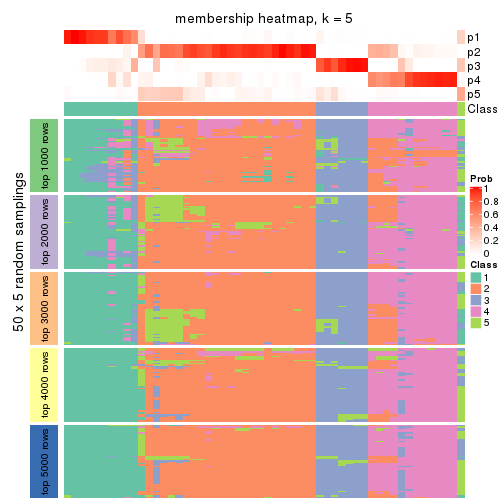 membership heatmap, k = 5
p1
p2
p3
p4
p5
Class
50 x 5 random samplings
top 1000 rows
top 2000 rows
top 3000 rows
top 4000 rows
top 5000 rows
Prob
1
0.8
0.6
0.4
0.2
0
Class
1
2
3
4
5